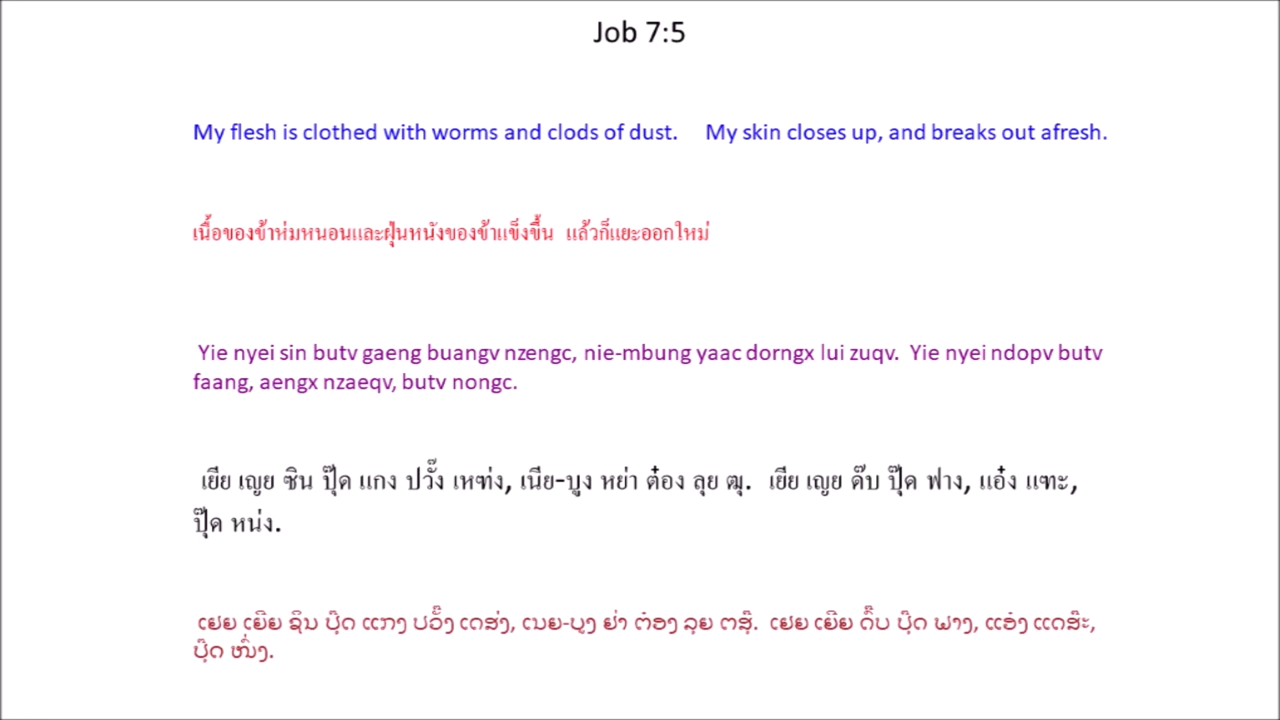 Job 7:5
My flesh is clothed with worms and clods of dust. My skin closes up, and breaks out afresh.
เนื้อของข้าห่มหนอนและฝุ่นหนังของข้าแข็งขึ้น แล้วก็แยะออกใหม่
Yie nyei sin butv gaeng buangv nzengc, nie-mbung yaac dorngx lui zuqv. Yie nyei ndopv butv
faang, aengx nzaeqv, butv nongc.
เยีย เญย ซิน ปุ๊ด แกง ปวั๊ง เหฑ่ง, เนีย-บูง หย่า ต๋อง ลุย ฒุ. เยีย เญย ด๊บ ปุ๊ด ฟาง, แอ๋ง แฑะ,
ปุ๊ด หน่ง.
ເຢຍ ເຍີຍ ຊິນ ປຸ໊ດ ແກງ ປວັ໊ງ ເດສ່ງ, ເນຍ-ບູງ ຢ່າ ຕ໋ອງ ລຸຍ ຕສຸ໊. ເຢຍ ເຍີຍ ດົ໊ບ ປຸ໊ດ ຟາງ, ແອ໋ງ ແດສ໊ະ,
ປຸ໊ດ ໜົ່ງ.